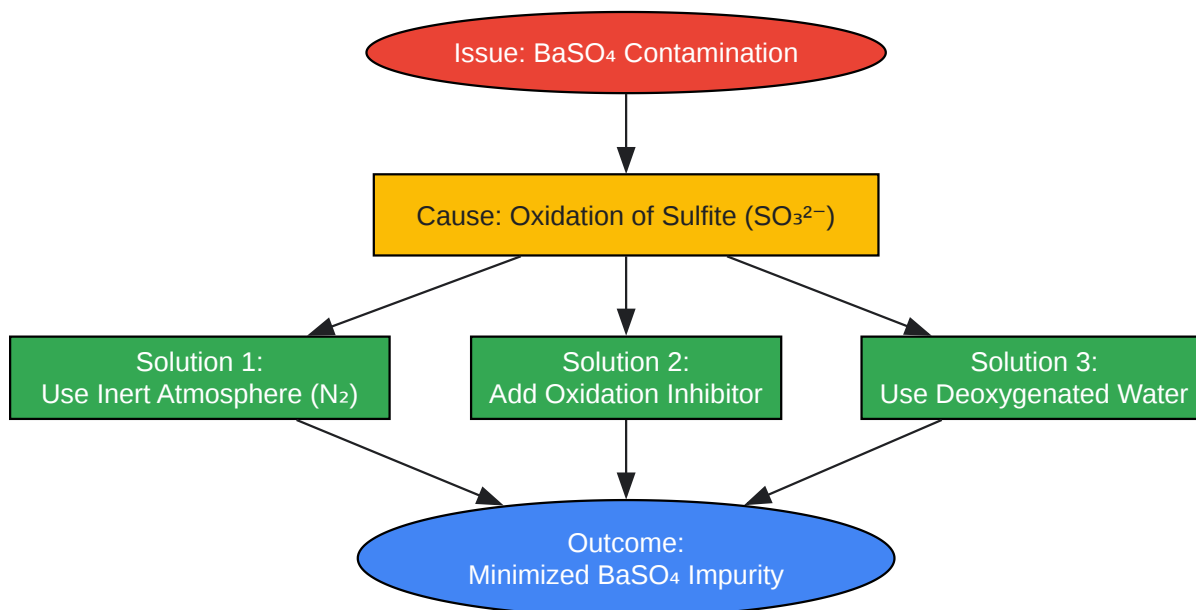 Issue: BaSO₄ Contamination
Cause: Oxidation of Sulfite (SO₃²⁻)
Solution 1:
Use Inert Atmosphere (N₂)
Solution 2:
Add Oxidation Inhibitor
Solution 3:
Use Deoxygenated Water
Outcome:
Minimized BaSO₄ Impurity